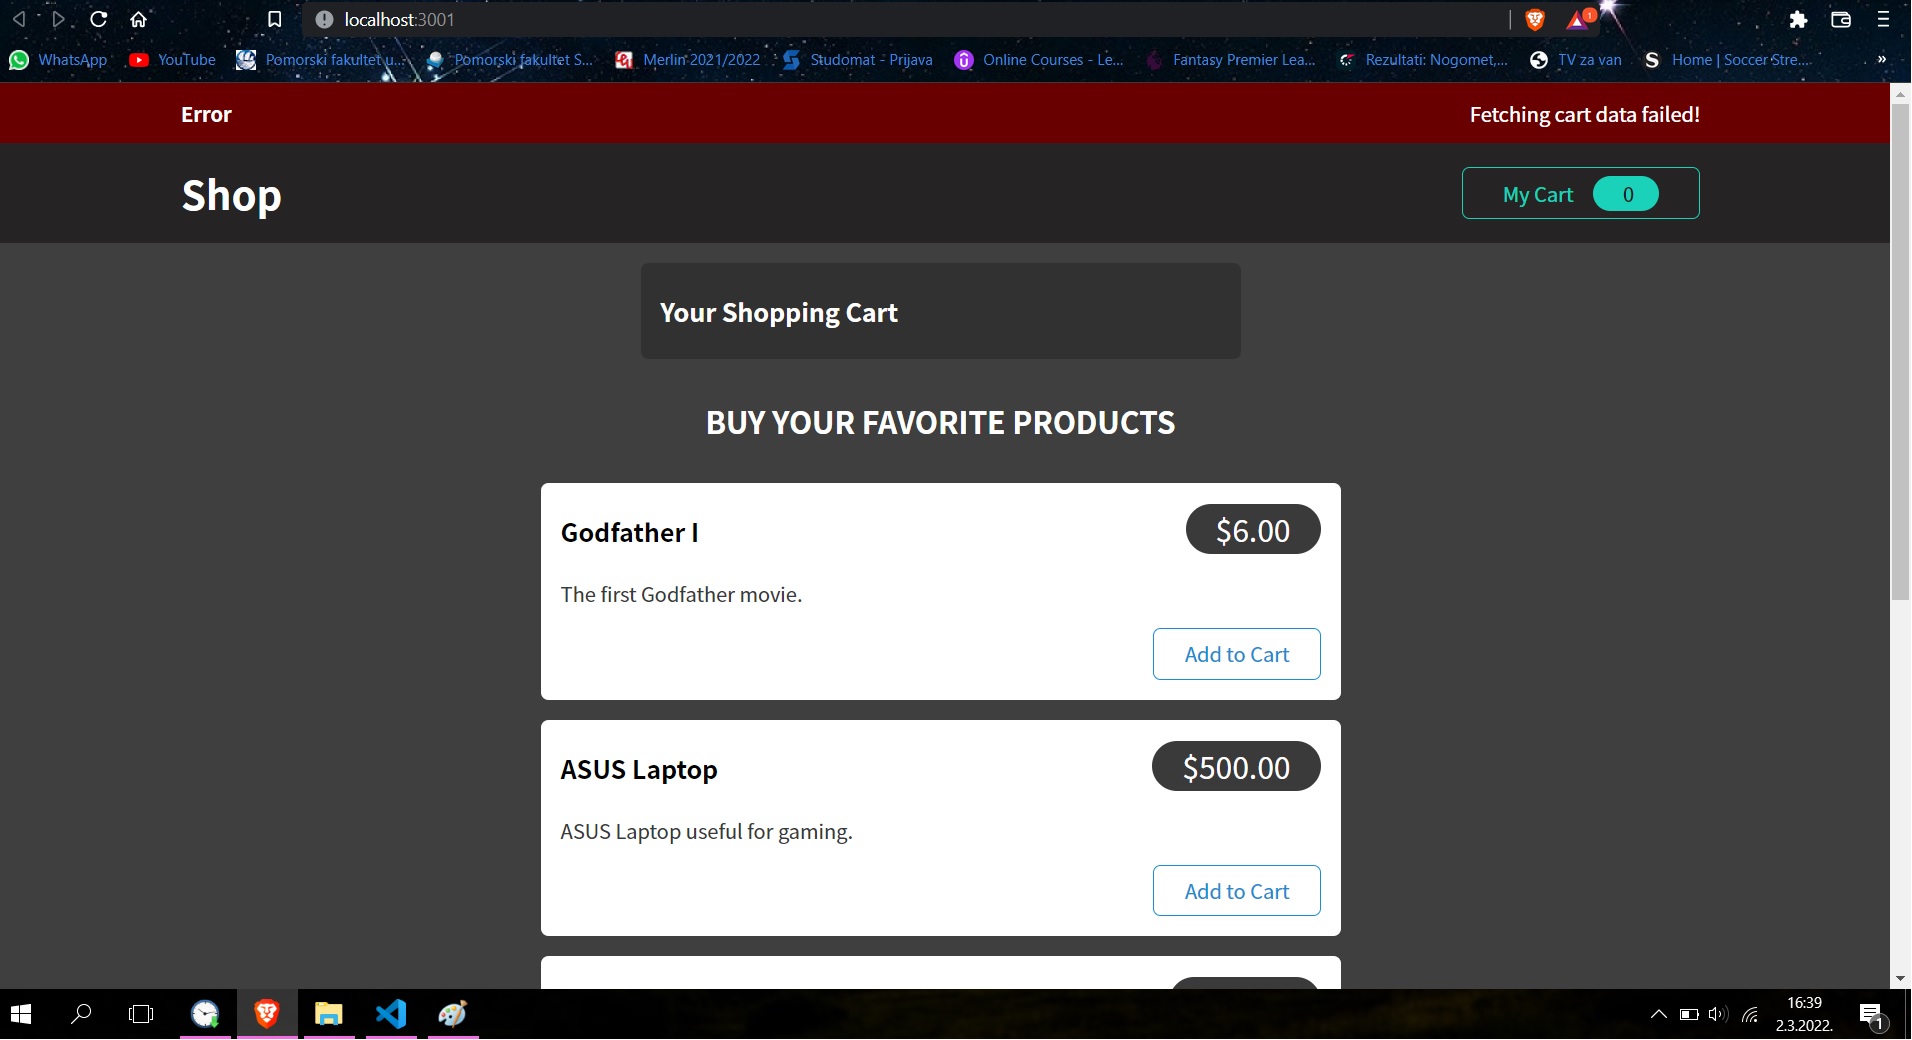 localhost:3001
1
WhatsApp
YouTube
Pomorski fakultet u...
Pomorski fakultet S...
Merlin 2021/2022
Studomat - Prijava
Online Courses - Le...
Fantasy Premier Lea...
Rezultati: Nogomet,...
TV za van
Home | Soccer Stre...
»
Error
Fetching cart data failed!
Shop
My Cart 0
Your Shopping Cart
BUY YOUR FAVORITE PRODUCTS
Godfather I
$6.00
The first Godfather movie.
Add to Cart
ASUS Laptop
$500.00
ASUS Laptop useful for gaming.
Add to Cart
16:39
2.3.2022.
1